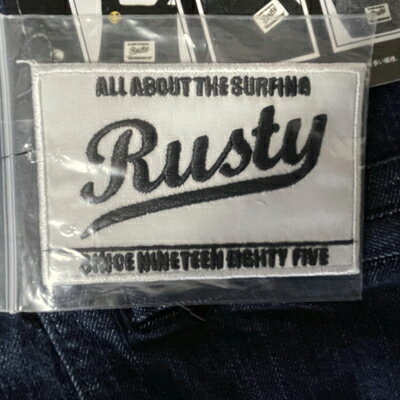 ALL ABOUT THE SURFING
Rusty
SINCE NINETEEN EIGHTY FIVE